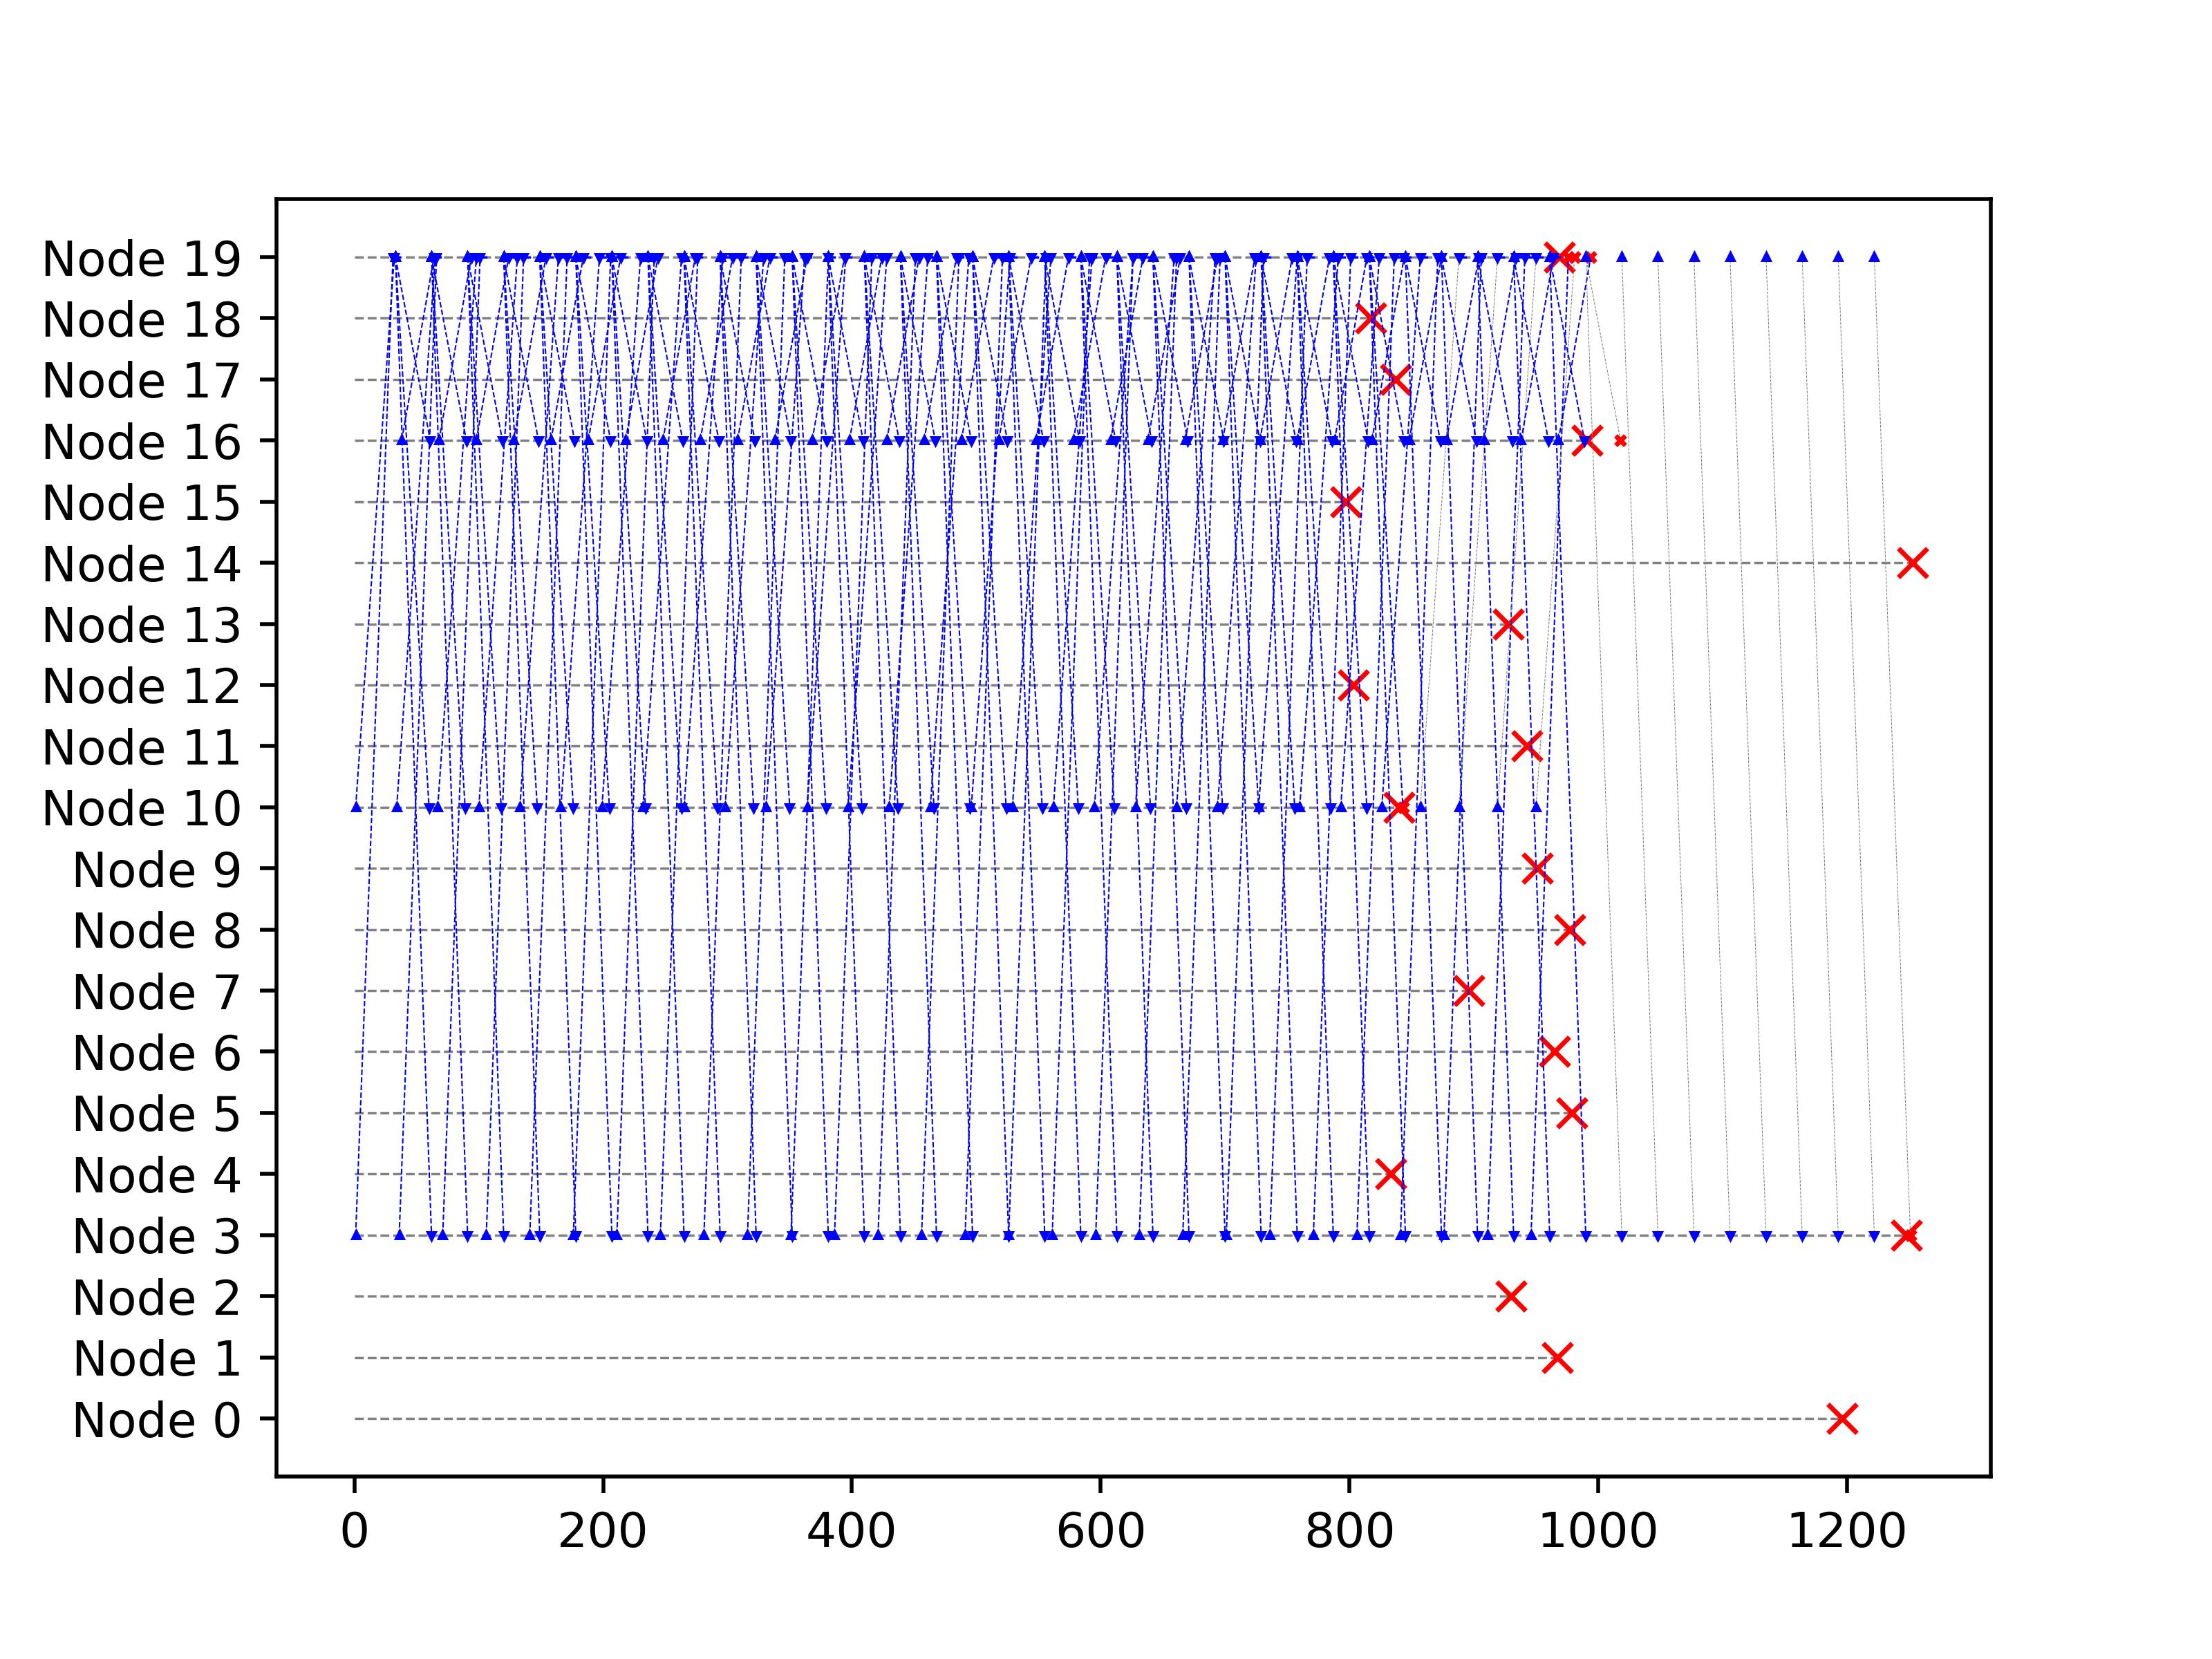 Node 19
Node 18
Node 17
Node 16
Node 15
Node 14
Node 13
Node 12
Node 11
Node 10
Node 9
Node 8
Node 7
Node 6
Node 5
Node 4
Node 3
Node 2
Node 1
Node 0
0 200 400 600 800 1000 1200